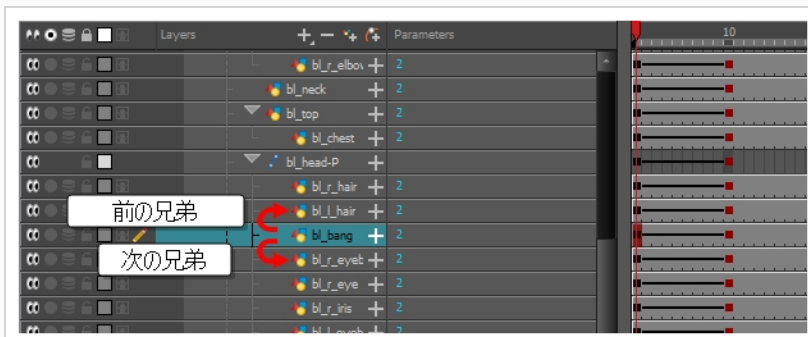 Layers Parameters 10
bl_r_elbov 2
bl_neck 2
bl_top 2
bl_chest 2
bl_head-P
bl_r_hair 2
前の兄弟 bl_l_hair 2
bl_bang 2
次の兄弟 bl_r_eyeb 2
bl_r_eye 2
bl_r_iris 2